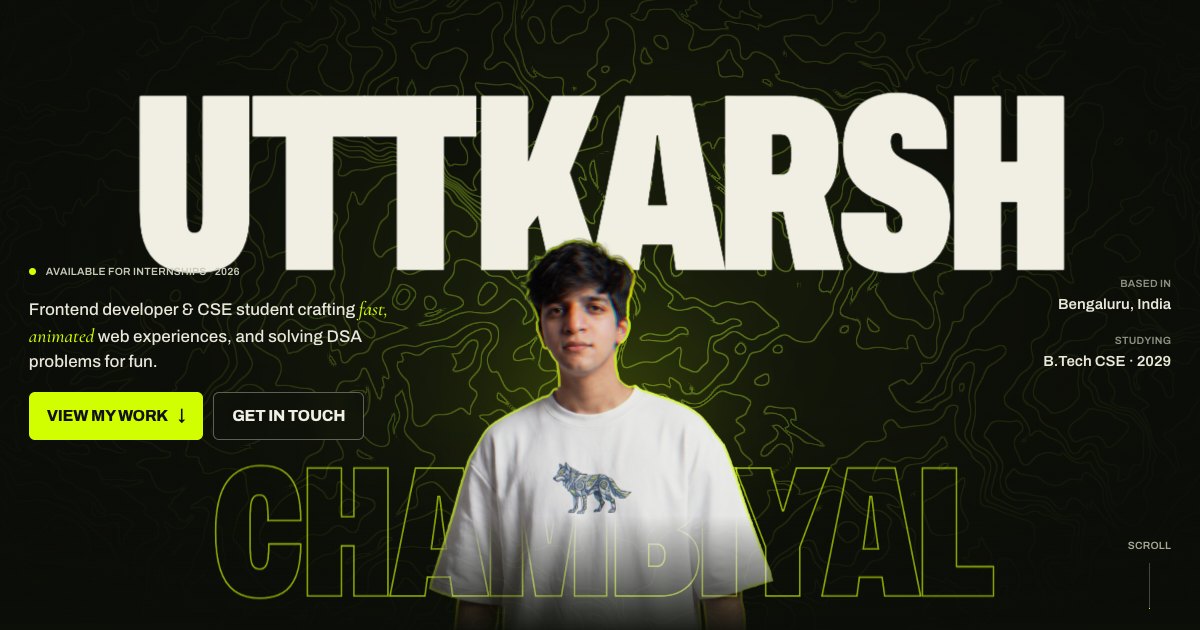 UTTKARSH
AVAILABLE FOR INTERNSHIPS · 2026
Frontend developer & CSE student crafting fast,
animated web experiences, and solving DSA
problems for fun.
VIEW MY WORK ↓
GET IN TOUCH
BASED IN
Bengaluru, India
STUDYING
B.Tech CSE · 2029
CHAMBIYAL
SCROLL